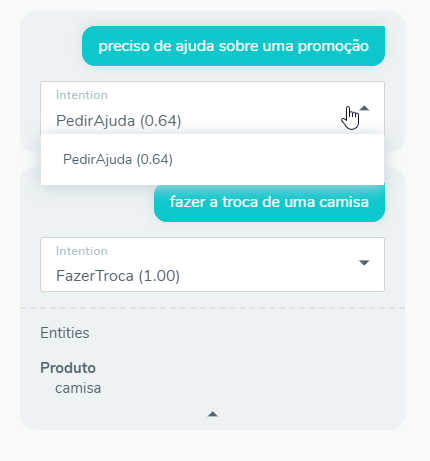 preciso de ajuda sobre uma promoção
Intention
PedirAjuda (0.64)
PedirAjuda (0.64)
fazer a troca de uma camisa
Intention
FazerTroca (1.00)
Entities
Produto
camisa